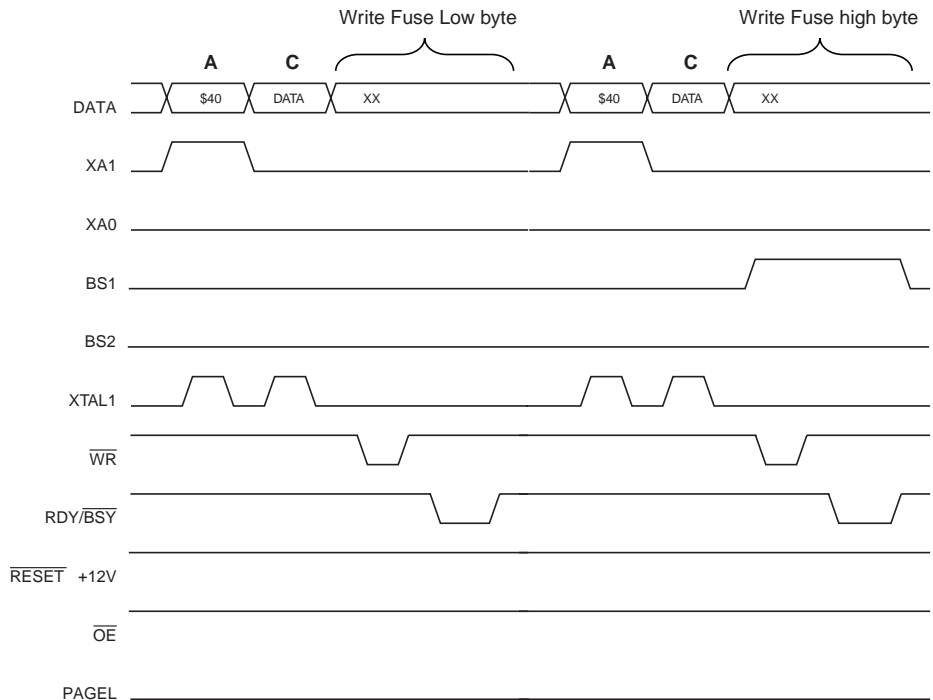 Write Fuse Low byte Write Fuse high byte
A C A C
DATA $40 DATA XX $40 DATA XX
XA1
XA0
BS1
BS2
XTAL1
WR
RDY/BSY
RESET +12V
OE
PAGEL